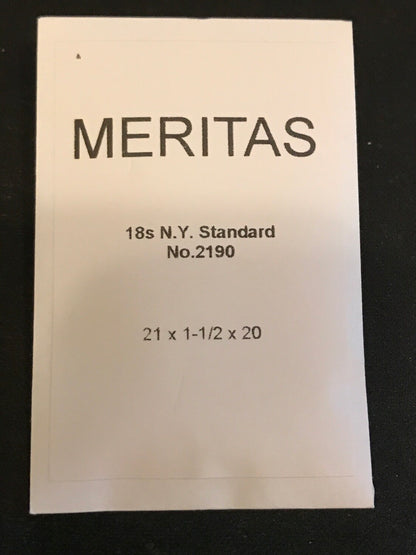 MERITAS
18s N.Y. Standard
No.2190
21 x 1-1/2 x 20